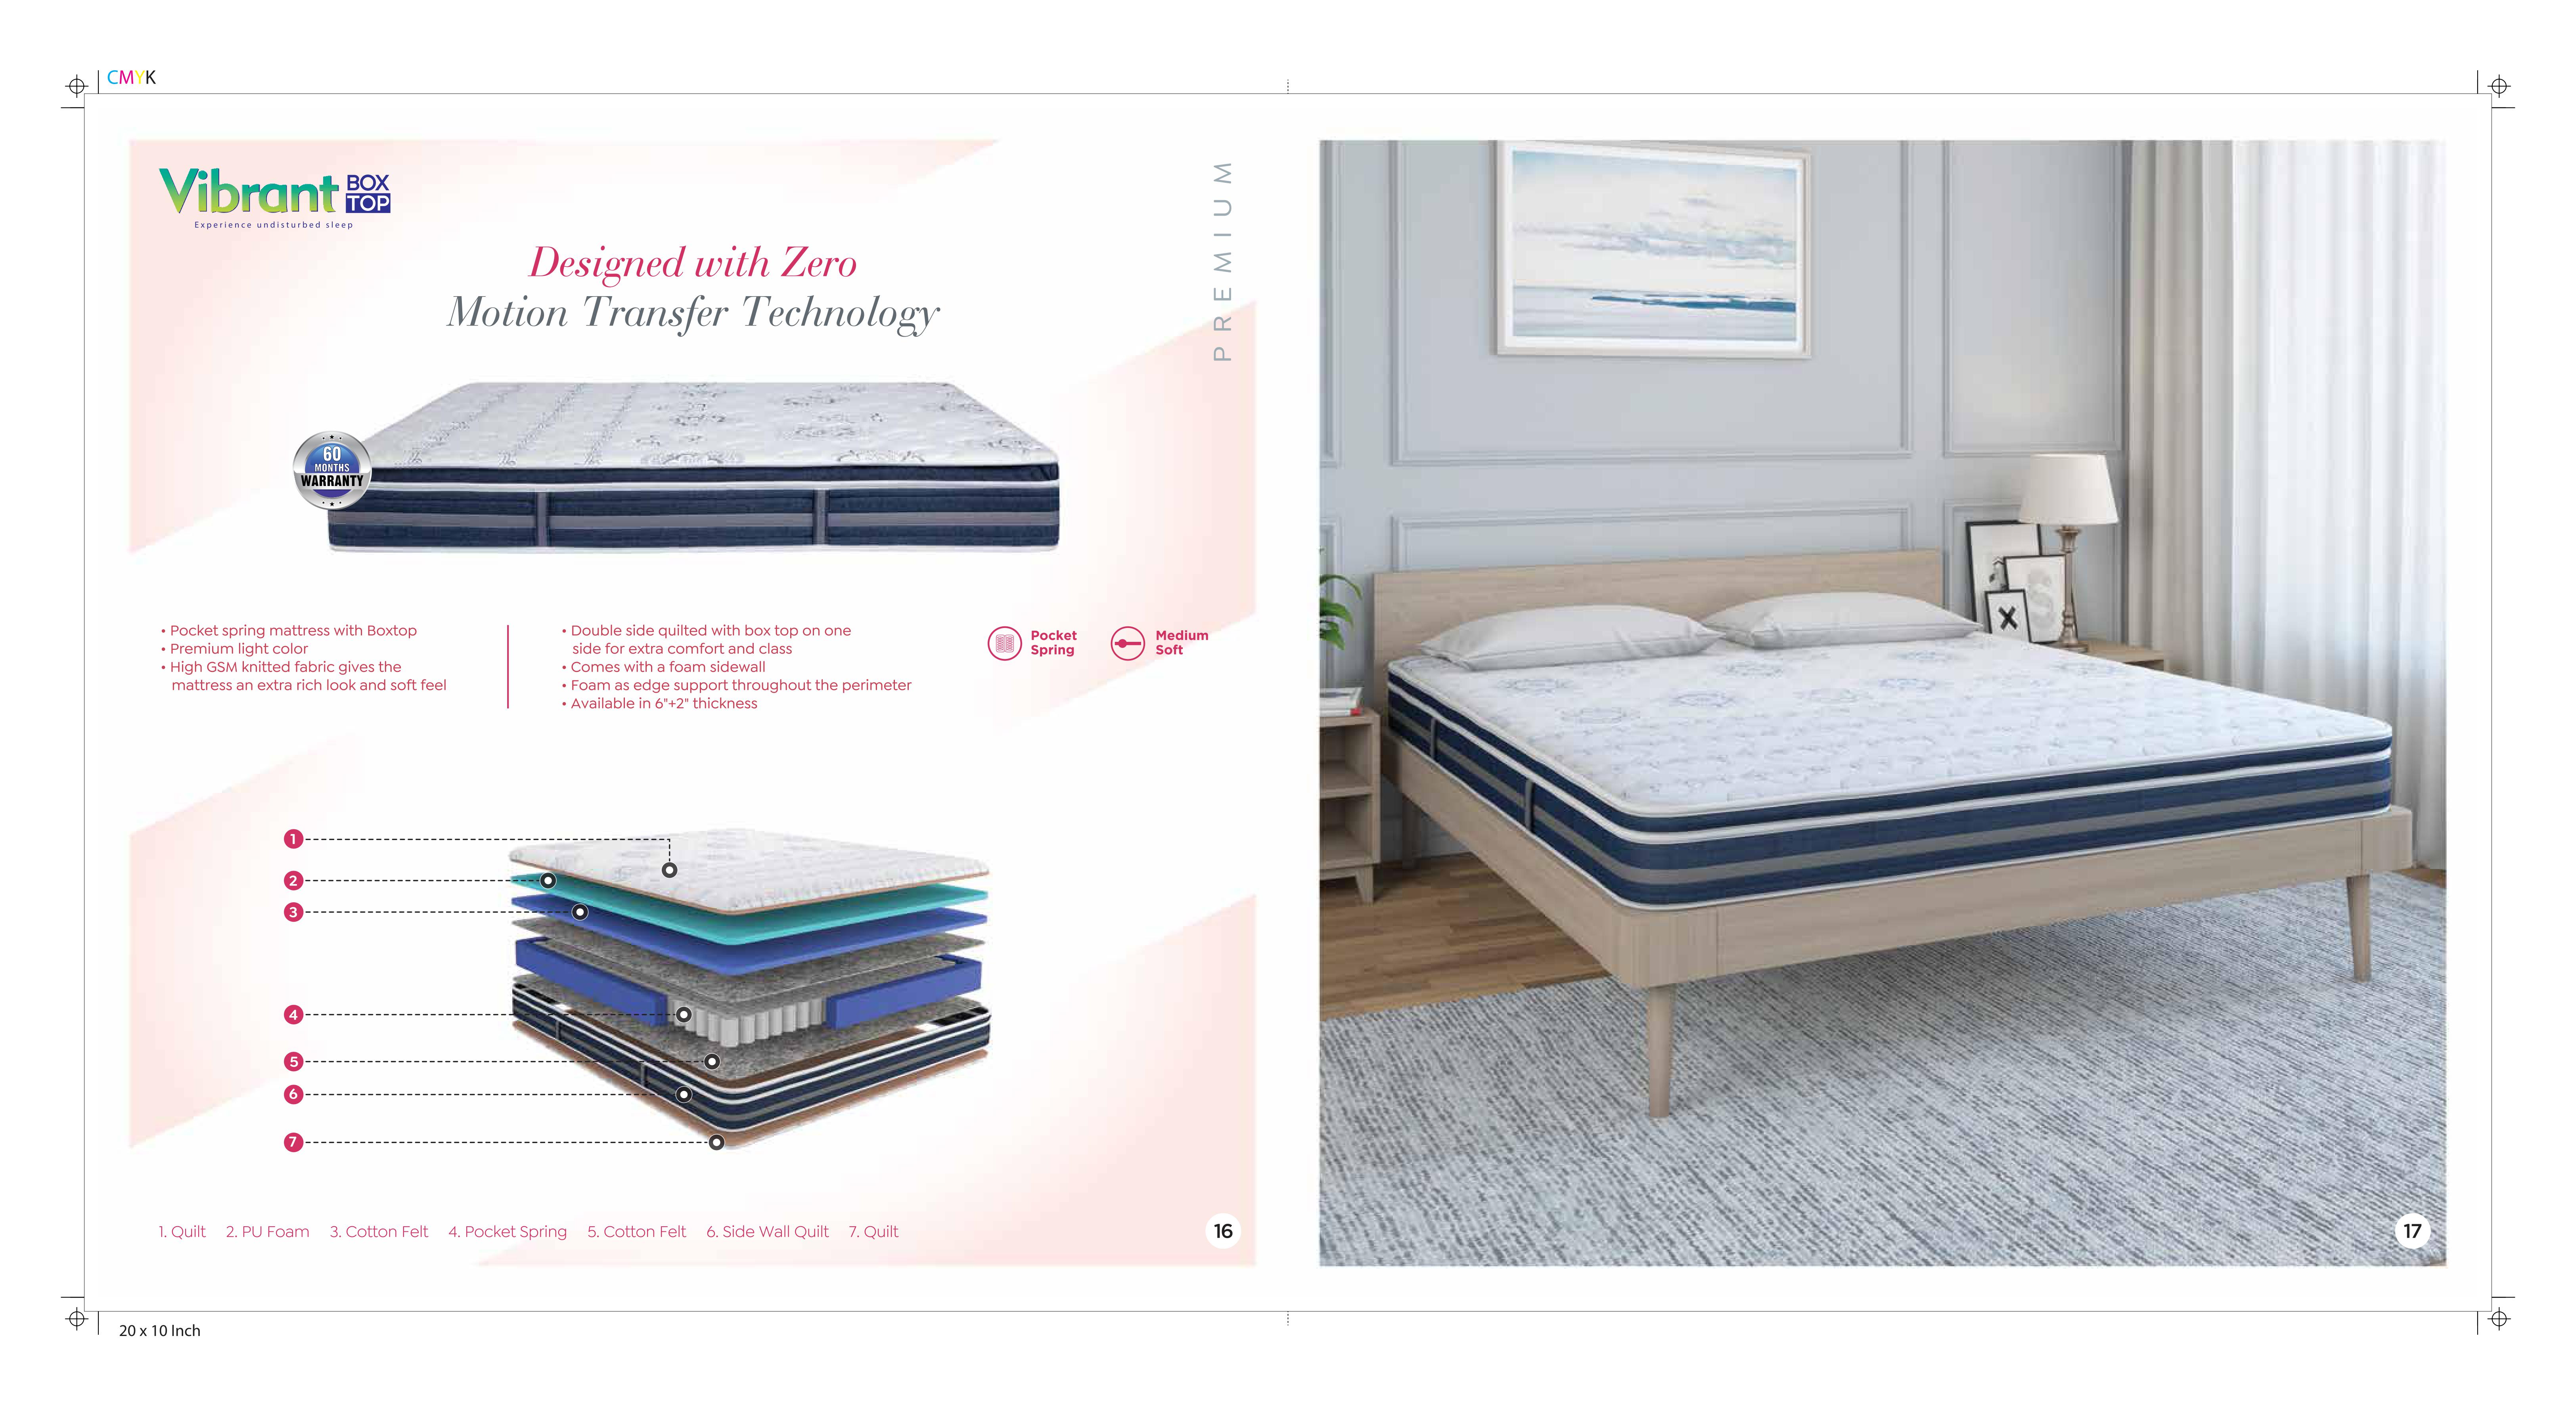 CMYK
Vibrant BOX TOP
Experience undisturbed sleep
PREMIUM
Designed with Zero
Motion Transfer Technology
60
MONTHS
WARRANTY
• Pocket spring mattress with Boxtop
• Premium light color
• High GSM knitted fabric gives the
mattress an extra rich look and soft feel
• Double side quilted with box top on one
side for extra comfort and class
• Comes with a foam sidewall
• Foam as edge support throughout the perimeter
• Available in 6"+2" thickness
Pocket
Spring
Medium
Soft
1
2
3
4
5
6
7
1. Quilt 2. PU Foam 3. Cotton Felt 4. Pocket Spring 5. Cotton Felt 6. Side Wall Quilt 7. Quilt
16
X
S
17
20 x 10 Inch